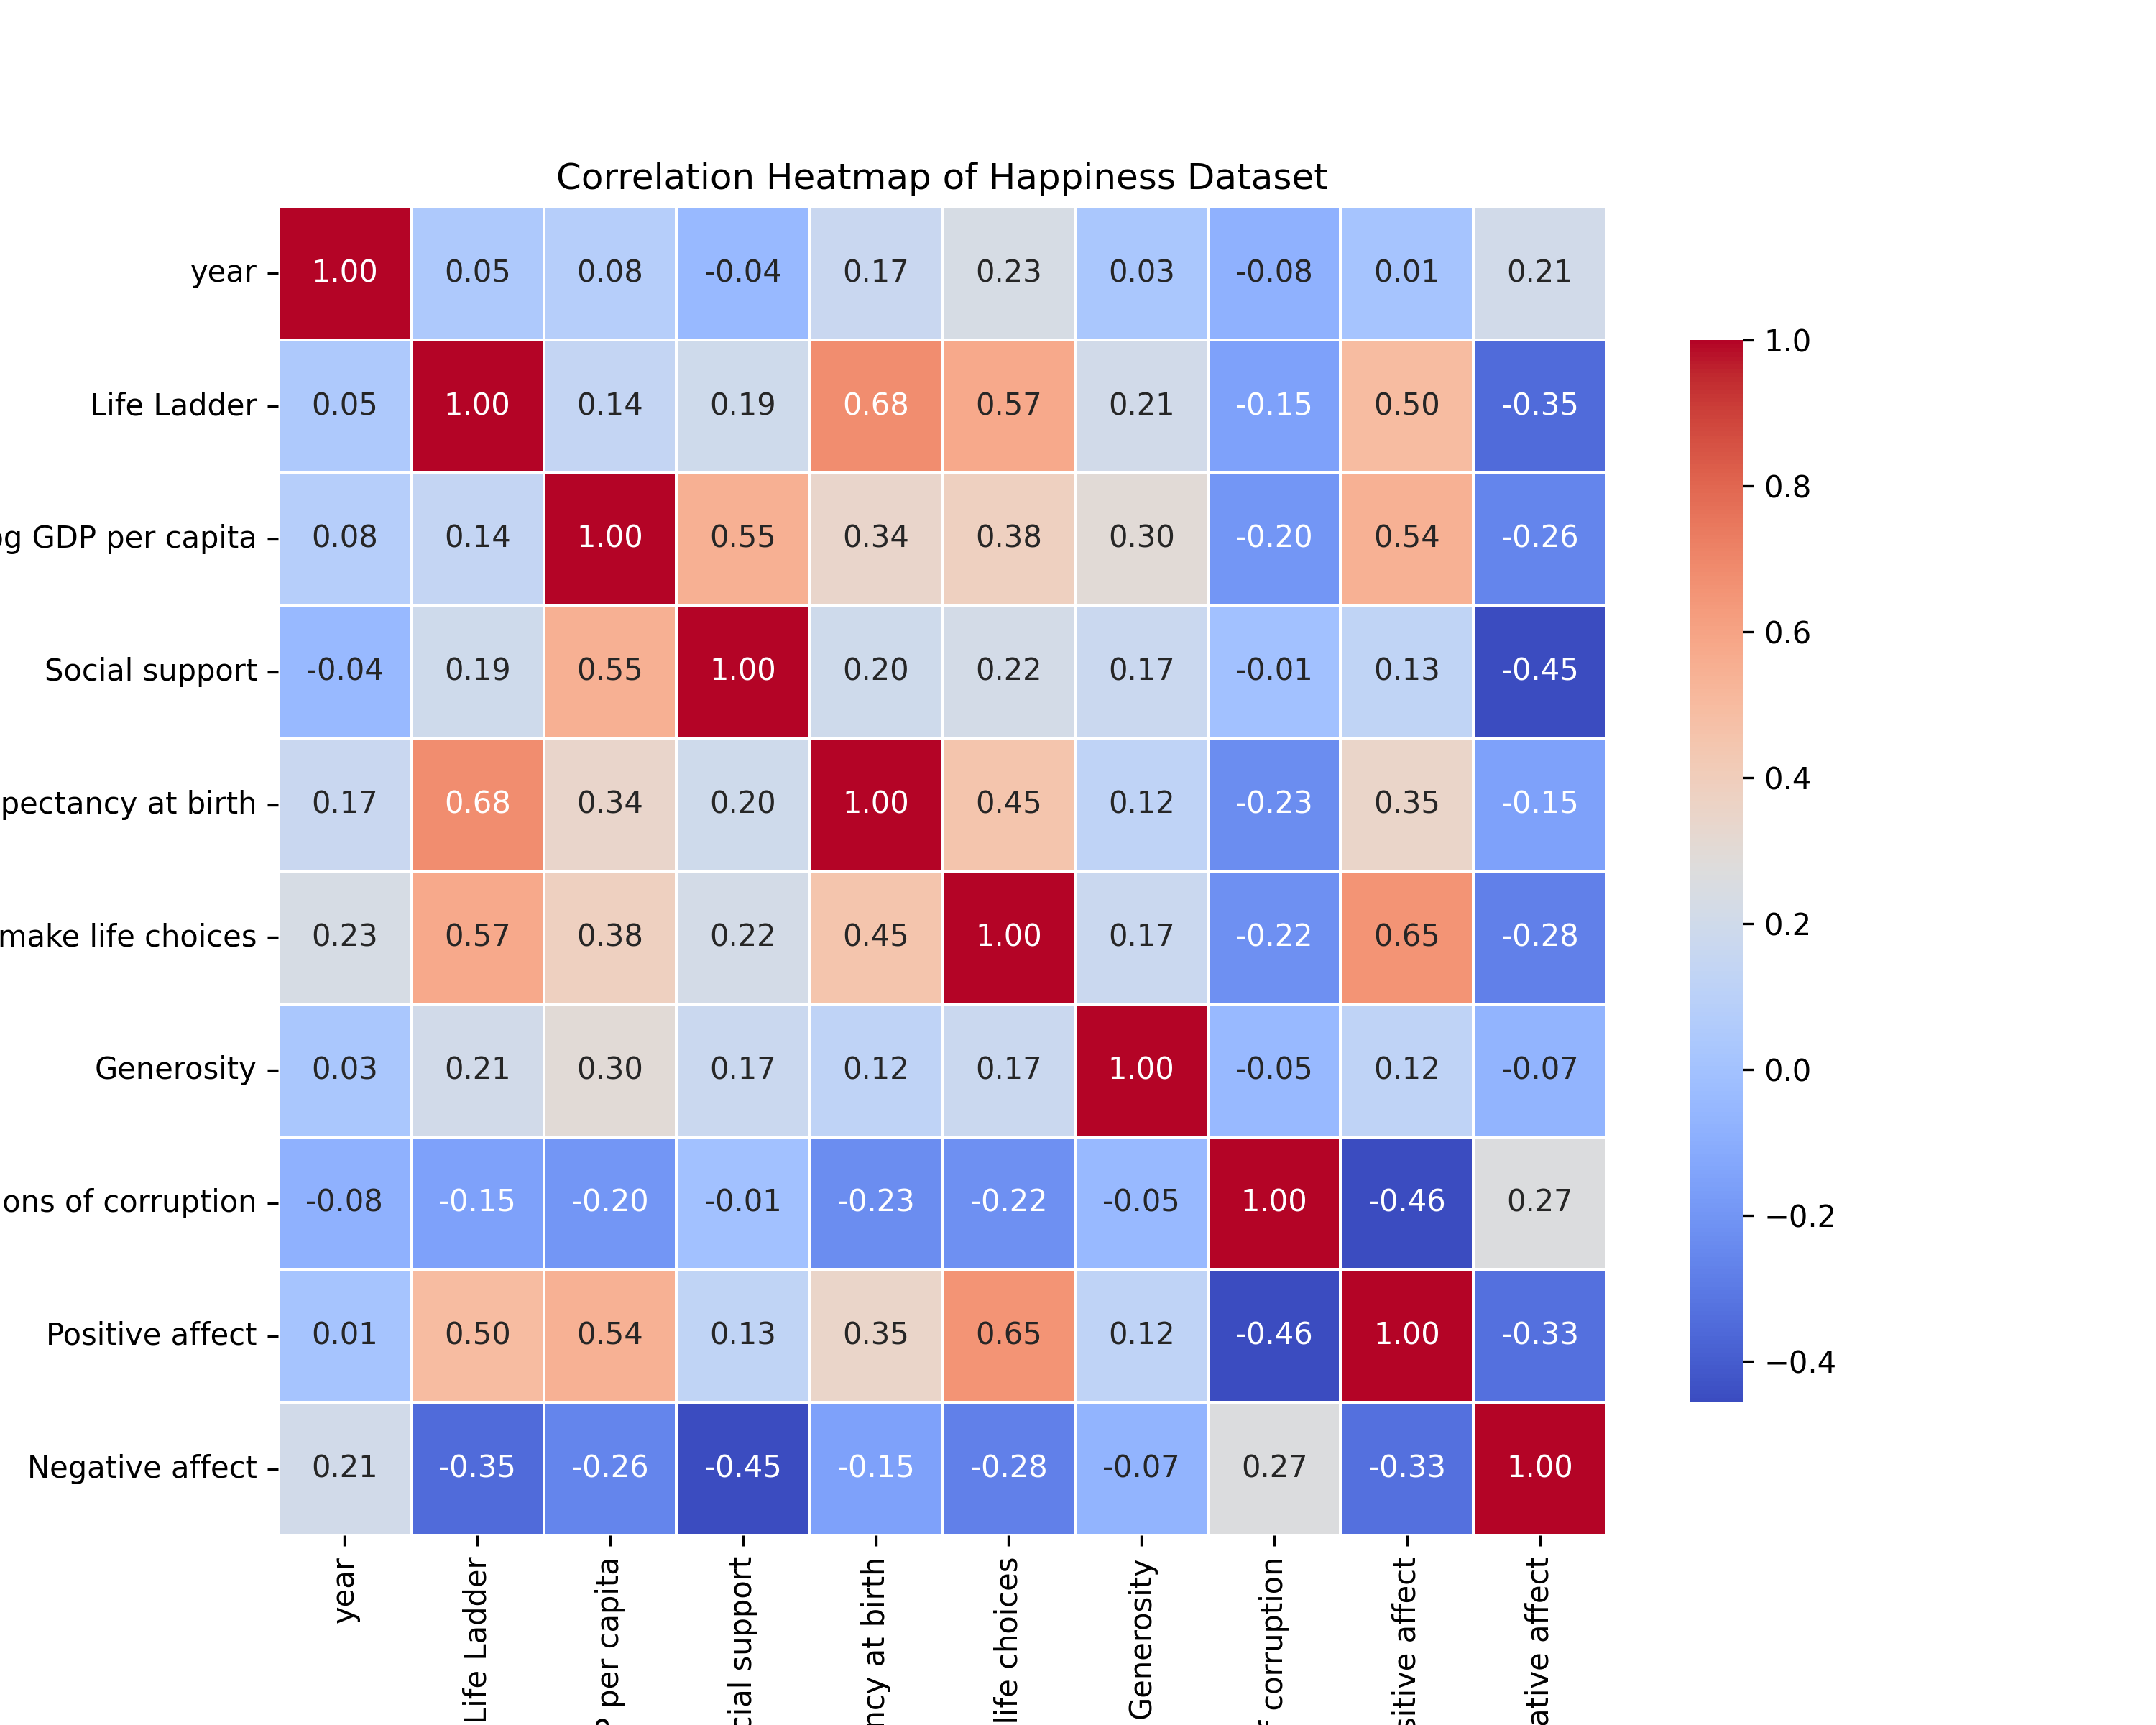 Correlation Heatmap of Happiness Dataset
year 1.00 0.05 0.08 -0.04 0.17 0.23 0.03 -0.08 0.01 0.21
1.0
Life Ladder 0.05 1.00 0.14 0.19 0.68 0.57 0.21 -0.15 0.50 -0.35
0.8
GDP per capita 0.08 0.14 1.00 0.55 0.34 0.38 0.30 -0.20 0.54 -0.26
0.6
Social support -0.04 0.19 0.55 1.00 0.20 0.22 0.17 -0.01 0.13 -0.45
0.4
pectancy at birth 0.17 0.68 0.34 0.20 1.00 0.45 0.12 -0.23 0.35 -0.15
0.2
make life choices 0.23 0.57 0.38 0.22 0.45 1.00 0.17 -0.22 0.65 -0.28
0.0
Generosity 0.03 0.21 0.30 0.17 0.12 0.17 1.00 -0.05 0.12 -0.07
ons of corruption -0.08 -0.15 -0.20 -0.01 -0.23 -0.22 -0.05 1.00 -0.46 0.27
−0.2
Positive affect 0.01 0.50 0.54 0.13 0.35 0.65 0.12 -0.46 1.00 -0.33
−0.4
Negative affect 0.21 -0.35 -0.26 -0.45 -0.15 -0.28 -0.07 0.27 -0.33 1.00
year
Life Ladder
per capita
cial support
ncy at birth
life choices
Generosity
corruption
sitive affect
ative affect